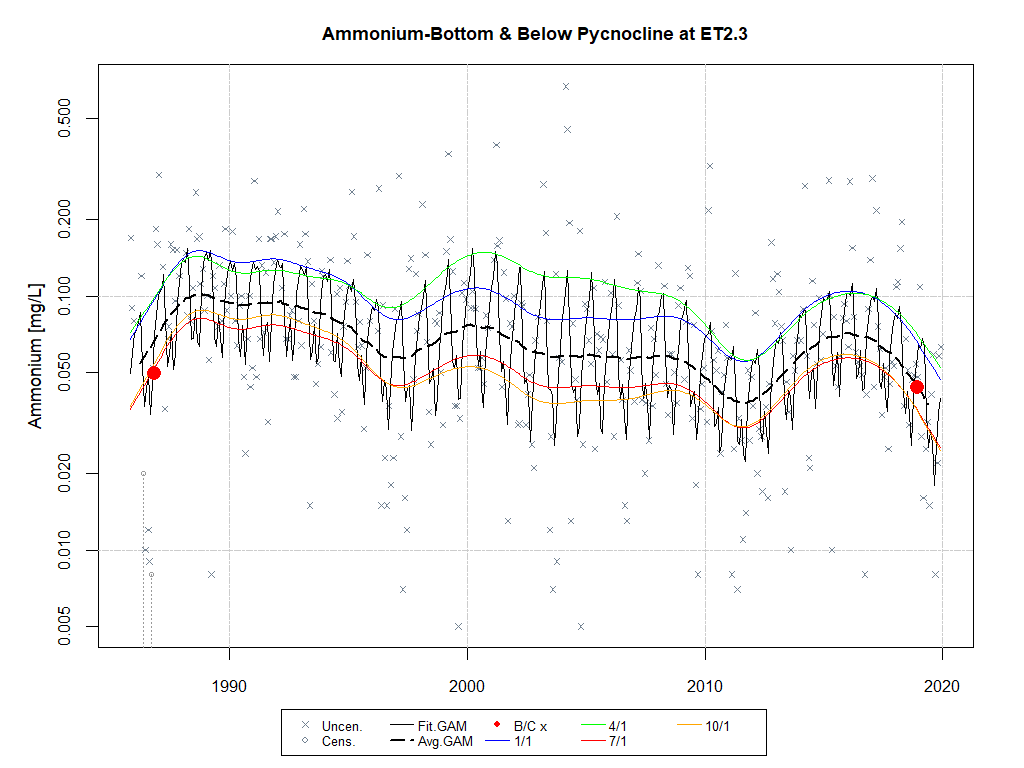 Ammonium-Bottom & Below Pycnocline at ET2.3
Ammonium [mg/L]
0.500
0.200
0.100
0.050
0.020
0.010
0.005
1990 2000 2010 2020
Uncen. Fit.GAM B/C x 4/1 10/1
Cens. Avg.GAM 1/1 7/1